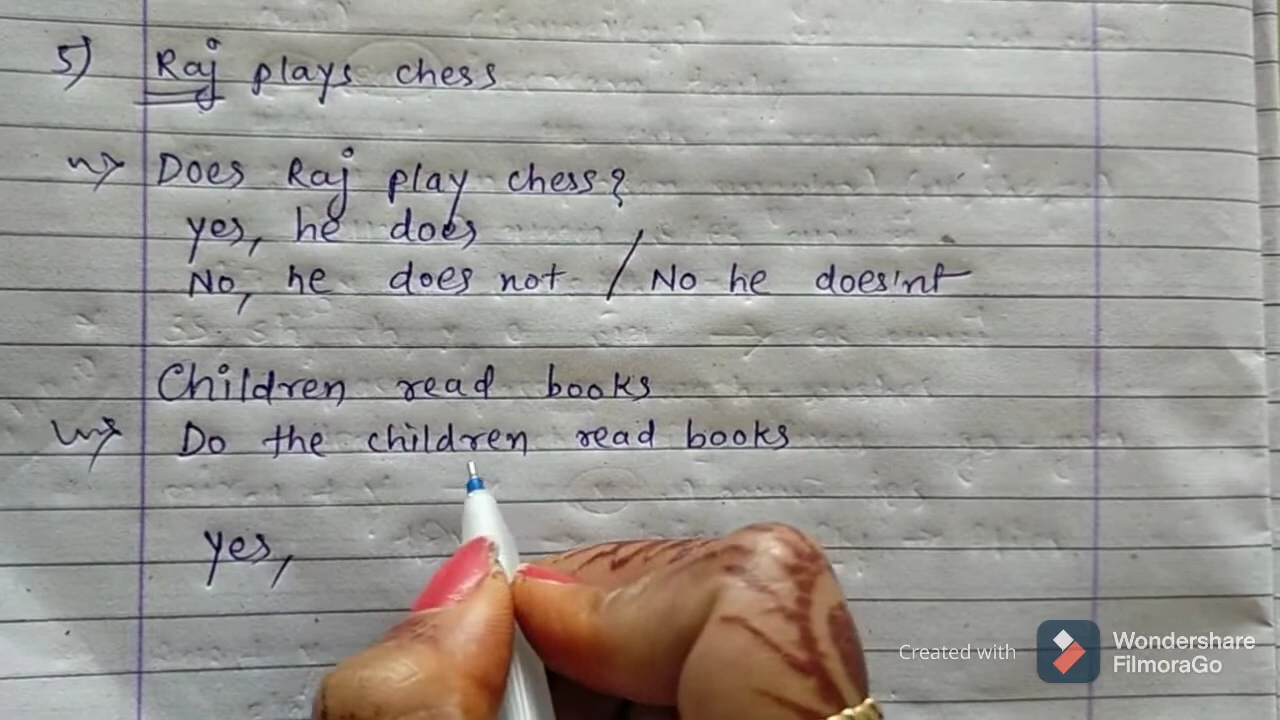 5) Raj plays chess
Does Raj play chess?
yes, he does
No, he does not / No he does'nt
Children read books
Do the children read books
yes,
Created with Wondershare FilmoraGo